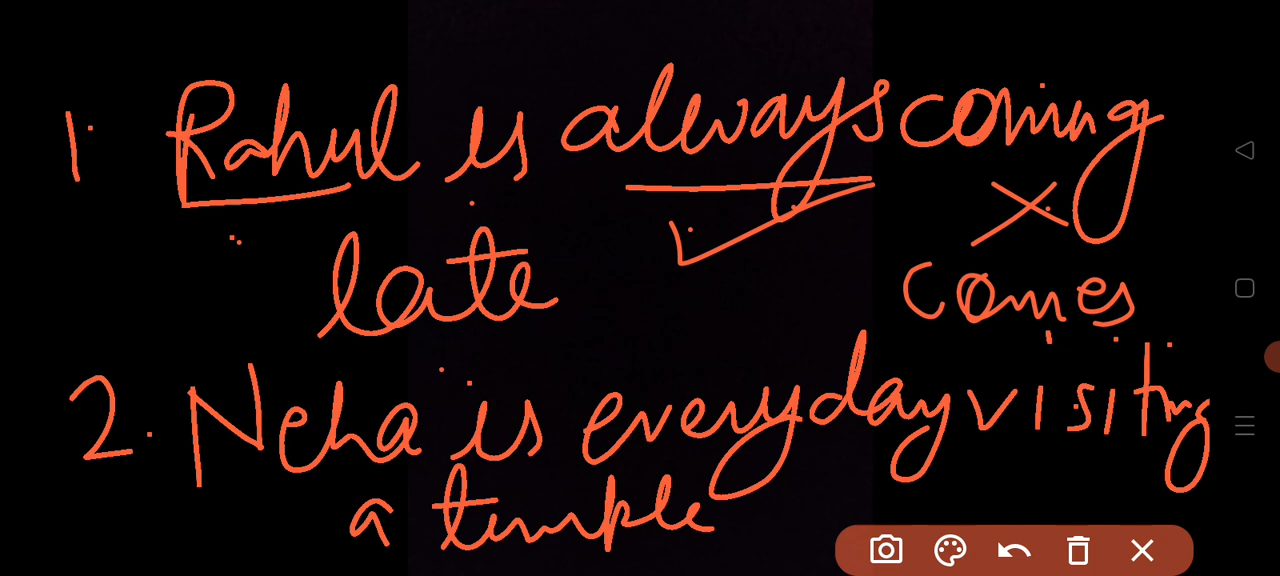 1. Rahul is always coming
late
comes
2. Neha is everyday visiting
a temple